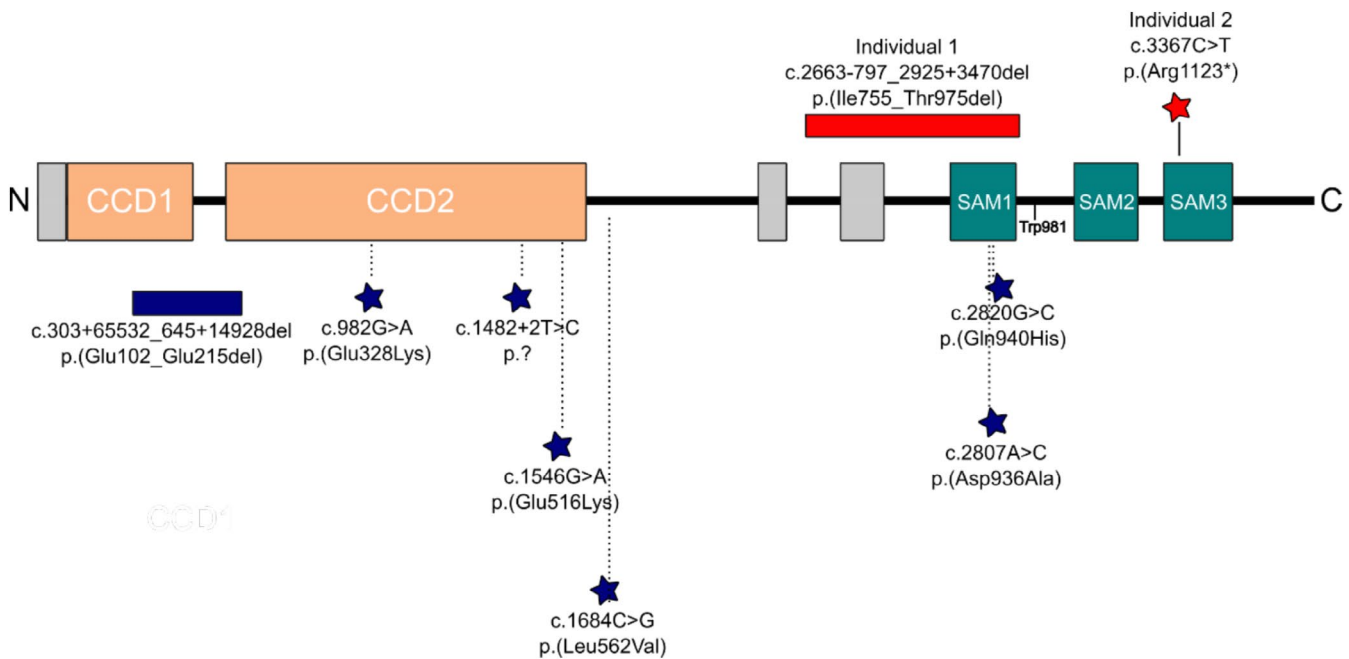 Individual 2
c.3367C>T
p.(Arg1123*)
Individual 1
c.2663-797_2925+3470del
p.(Ile755_Thr975del)
N
CCD1
CCD2
SAM1
Trp981
SAM2
SAM3
C
c.303+65532_645+14928del
p.(Glu102_Glu215del)
c.982G>A
p.(Glu328Lys)
c.1482+2T>C
p.?
c.2820G>C
p.(Gln940His)
c.1546G>A
p.(Glu516Lys)
c.2807A>C
p.(Asp936Ala)
CCD1
c.1684C>G
p.(Leu562Val)